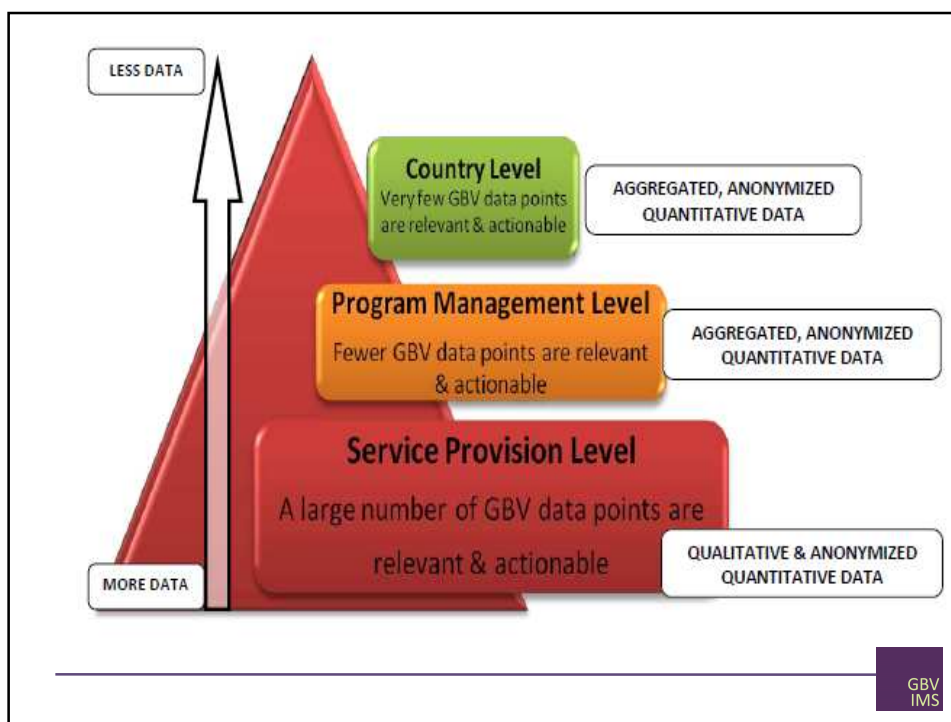 LESS DATA
Country Level
Very few GBV data points
are relevant & actionable
AGGREGATED, ANONYMIZED
QUANTITATIVE DATA
Program Management Level
Fewer GBV data points are relevant
& actionable
AGGREGATED, ANONYMIZED
QUANTITATIVE DATA
Service Provision Level
A large number of GBV data points are
relevant & actionable
QUALITATIVE & ANONYMIZED
QUANTITATIVE DATA
MORE DATA
GBV
IMS